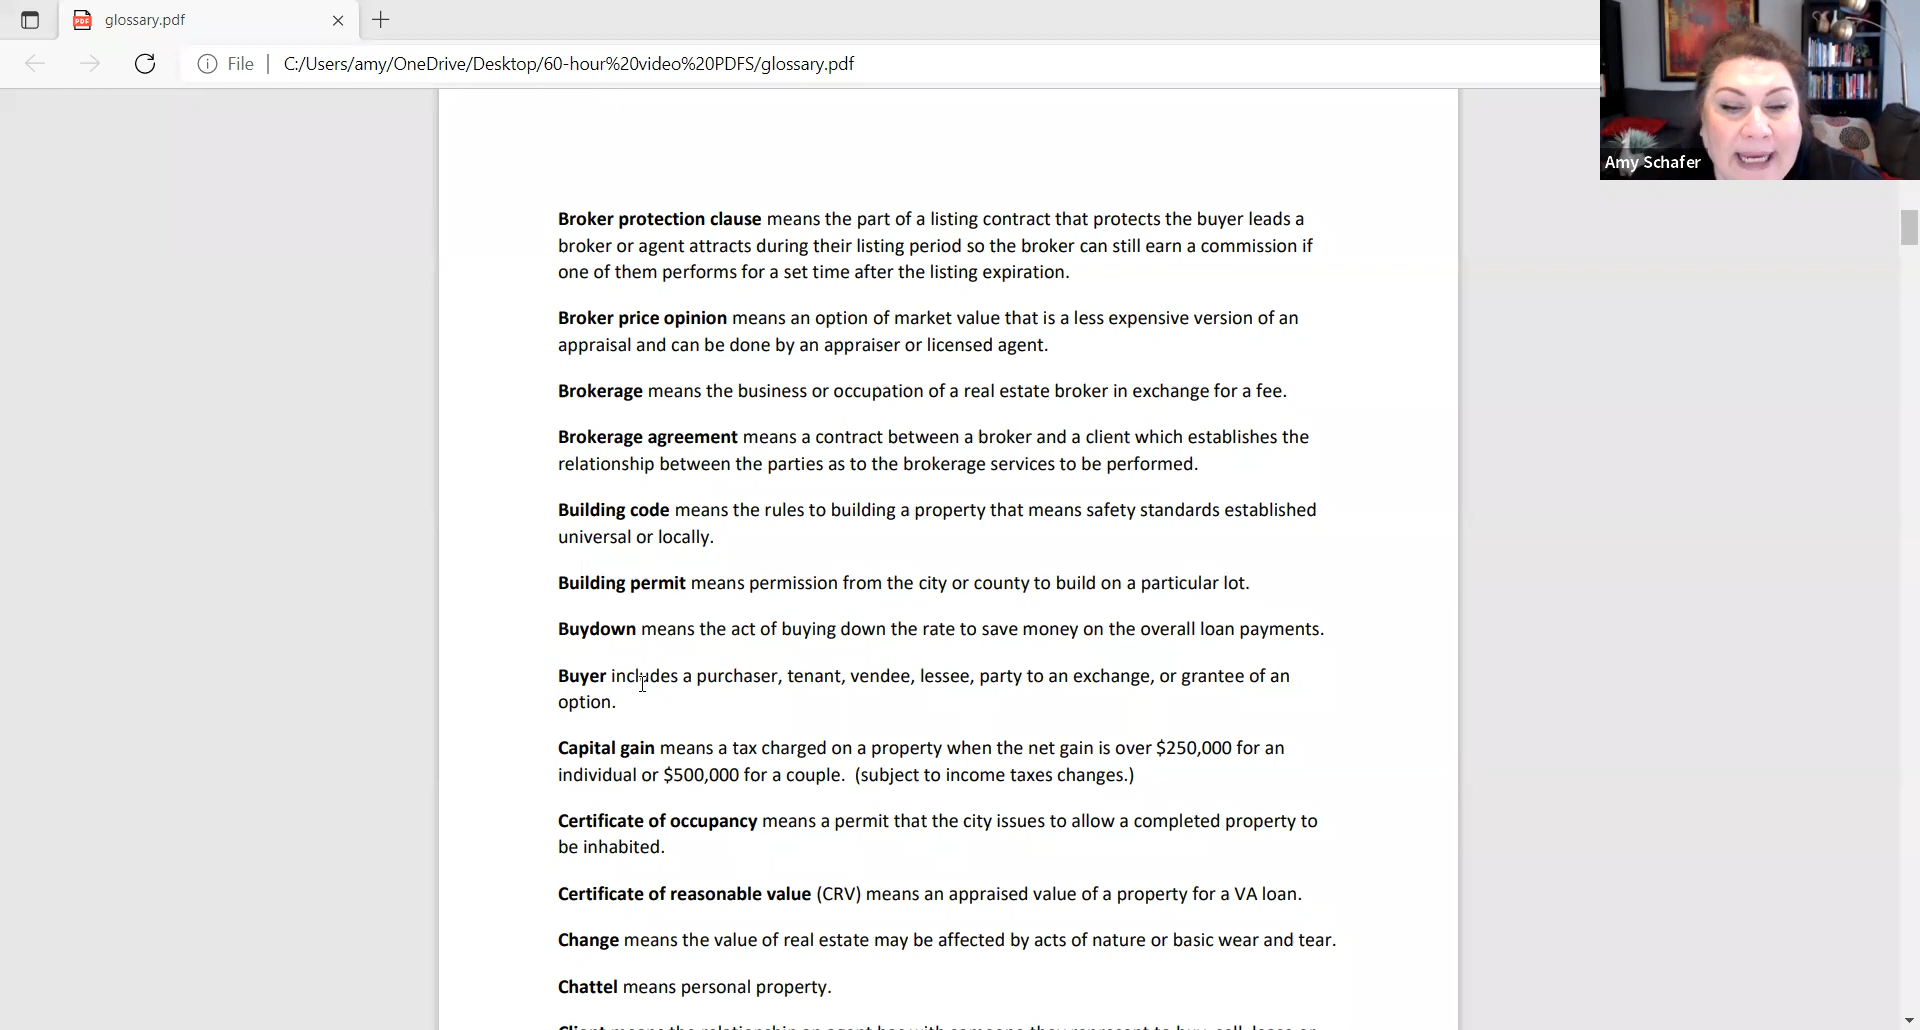 glossary.pdf
File
C:/Users/amy/OneDrive/Desktop/60-hour%20video%20PDFS/glossary.pdf
Amy Schafer
Broker protection clause means the part of a listing contract that protects the buyer leads a
broker or agent attracts during their listing period so the broker can still earn a commission if
one of them performs for a set time after the listing expiration.
Broker price opinion means an option of market value that is a less expensive version of an
appraisal and can be done by an appraiser or licensed agent.
Brokerage means the business or occupation of a real estate broker in exchange for a fee.
Brokerage agreement means a contract between a broker and a client which establishes the
relationship between the parties as to the brokerage services to be performed.
Building code means the rules to building a property that means safety standards established
universal or locally.
Building permit means permission from the city or county to build on a particular lot.
Buydown means the act of buying down the rate to save money on the overall loan payments.
Buyer includes a purchaser, tenant, vendee, lessee, party to an exchange, or grantee of an
option.
Capital gain means a tax charged on a property when the net gain is over $250,000 for an
individual or $500,000 for a couple.  (subject to income taxes changes.)
Certificate of occupancy means a permit that the city issues to allow a completed property to
be inhabited.
Certificate of reasonable value (CRV) means an appraised value of a property for a VA loan.
Change means the value of real estate may be affected by acts of nature or basic wear and tear.
Chattel means personal property.